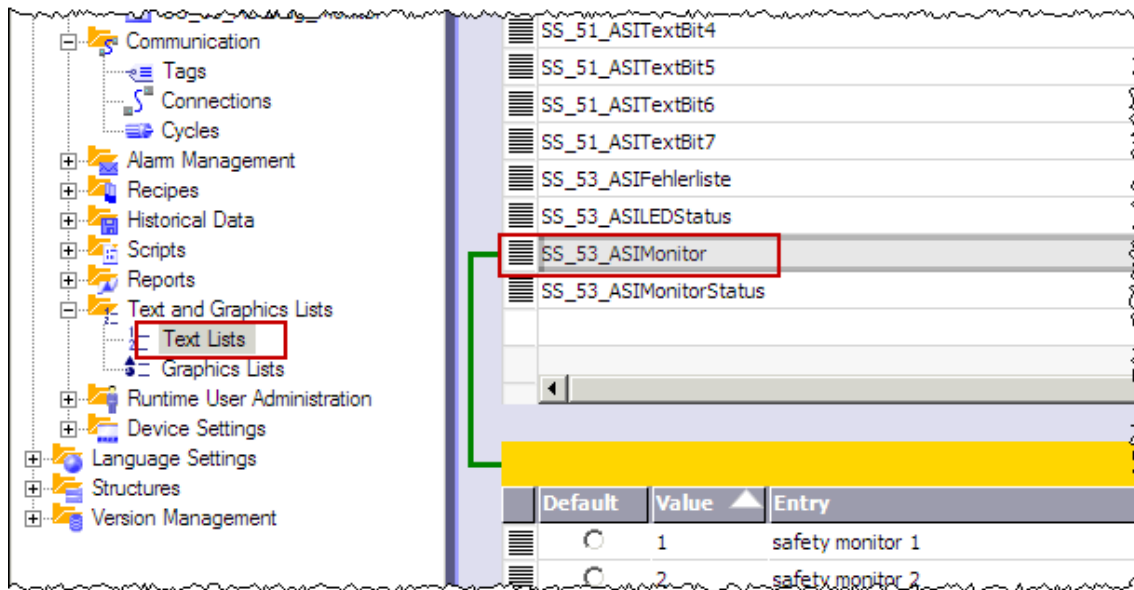 Communication
Tags
Connections
Cycles
Alarm Management
Recipes
Historical Data
Scripts
Reports
Text and Graphics Lists
Text Lists
Graphics Lists
Runtime User Administration
Device Settings
Language Settings
Structures
Version Management
SS_51_ASITextBit4
SS_51_ASITextBit5
SS_51_ASITextBit6
SS_51_ASITextBit7
SS_53_ASIFehlerliste
SS_53_ASILEDStatus
SS_53_ASIMonitor
SS_53_ASIMonitorStatus
Default Value Entry
1 safety monitor 1
2 safety monitor 2